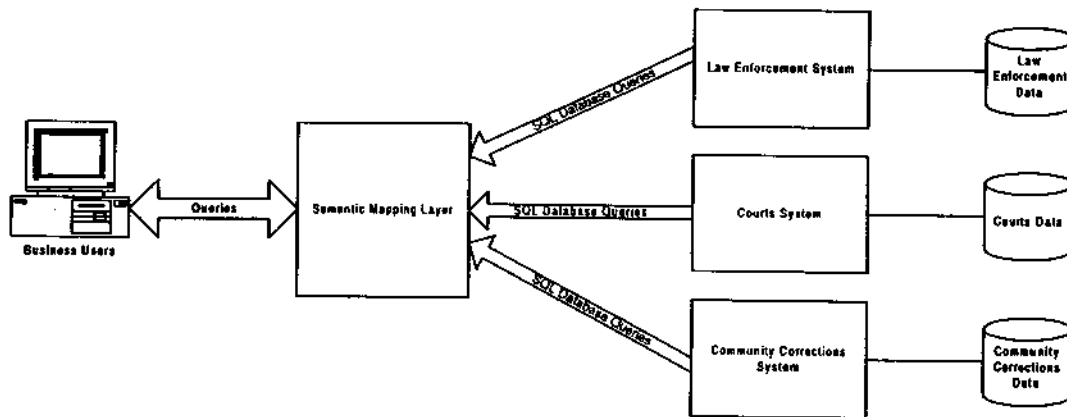 Law Enforcement System
Law
Enforcement
Data
SQL Database Queries
Queries
Semantic Mapping Layer
SQL Database Queries
Courts System
Courts Data
Business Users
SQL Database Queries
Community Corrections
System
Community
Corrections
Data